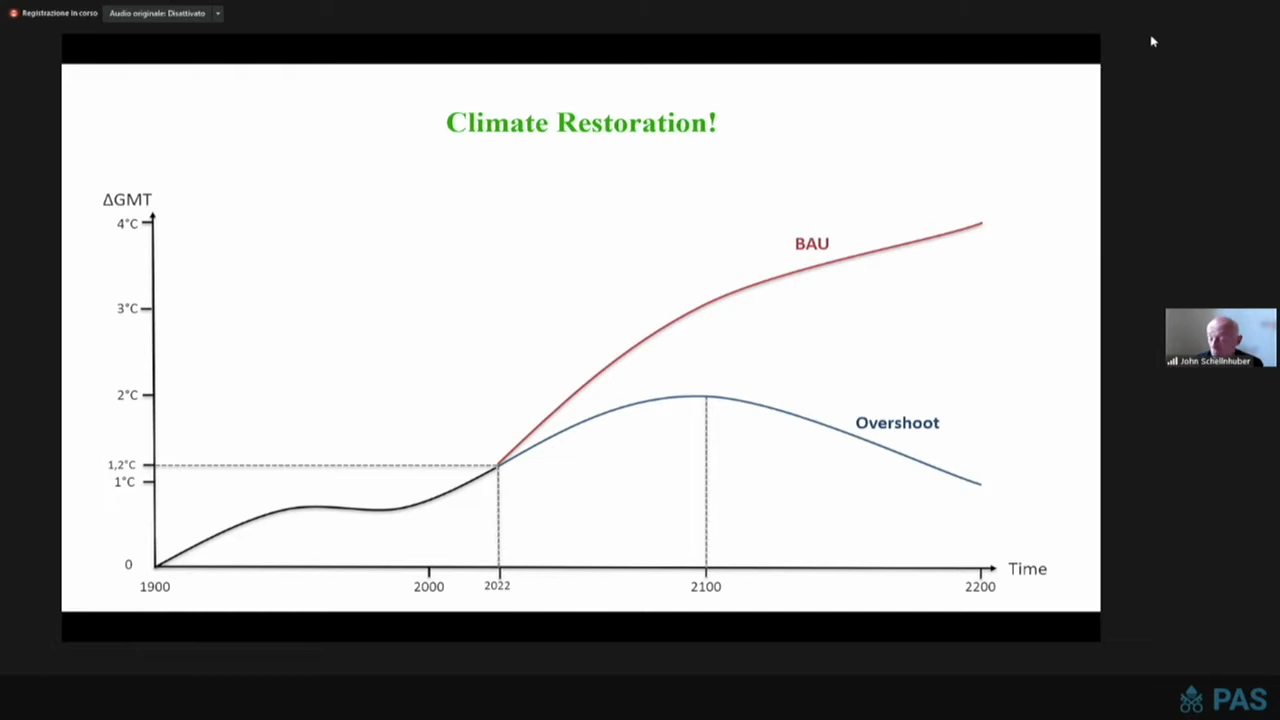 Registrazione in corso
Audio originale: Disattivato
Climate Restoration!
ΔGMT
4°C
BAU
3°C
2°C
Overshoot
1,2°C
1°C
0
Time
1900
2000
2022
2100
2200
John Schellnhuber
PAS